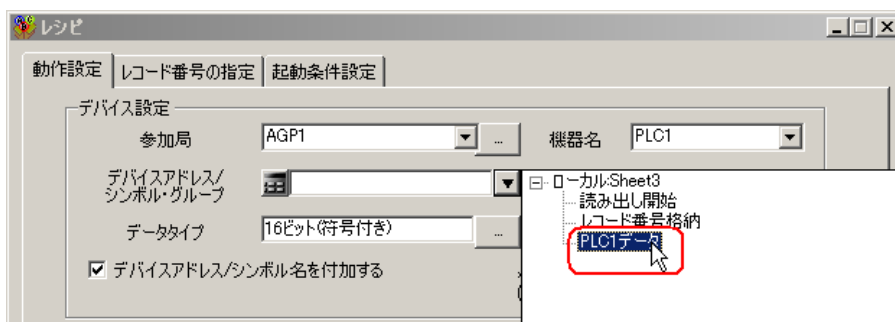 レシピ
動作設定 レコード番号の指定 起動条件設定
デバイス設定
参加局 AGP1 ... 機器名 PLC1
デバイスアドレス/
シンボル・グループ
データタイプ 16ビット(符号付き) ...
デバイスアドレス/シンボル名を付加する
ローカル:Sheet3
読み出し開始
レコード番号格納
PLC1データ